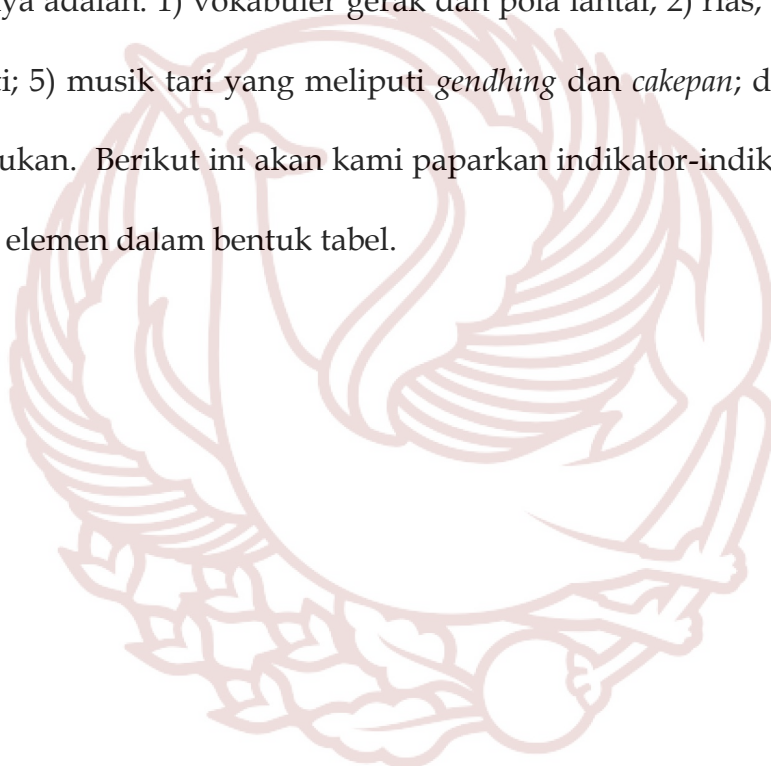 ya adalah: 1) vokabuler gerak dan pola lantai; 2) rias,
ti; 5) musik tari yang meliputi gendhing dan cakepan; d
ukan. Berikut ini akan kami paparkan indikator-indik
elemen dalam bentuk tabel.